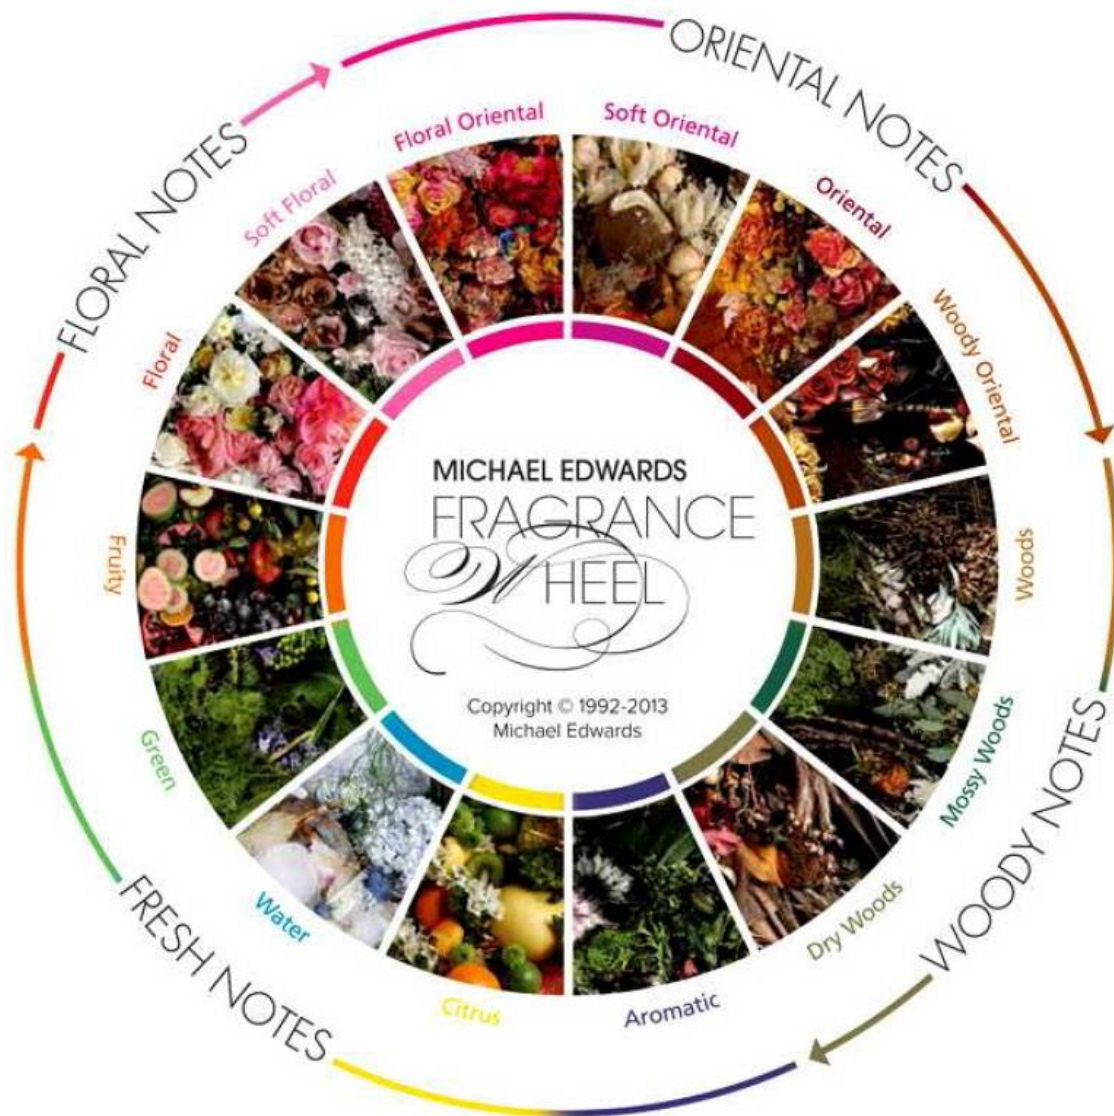 ORIENTAL NOTES
FLORAL NOTES
Floral Oriental
Soft Oriental
Soft Floral
Oriental
Floral
Woody Oriental
Fruity
Woods
MICHAEL EDWARDS
FRAGRANCE
WHEEL
Copyright © 1992-2013
Michael Edwards
Green
Mossy Woods
Water
Dry Woods
Citrus
Aromatic
FRESH NOTES
WOODY NOTES